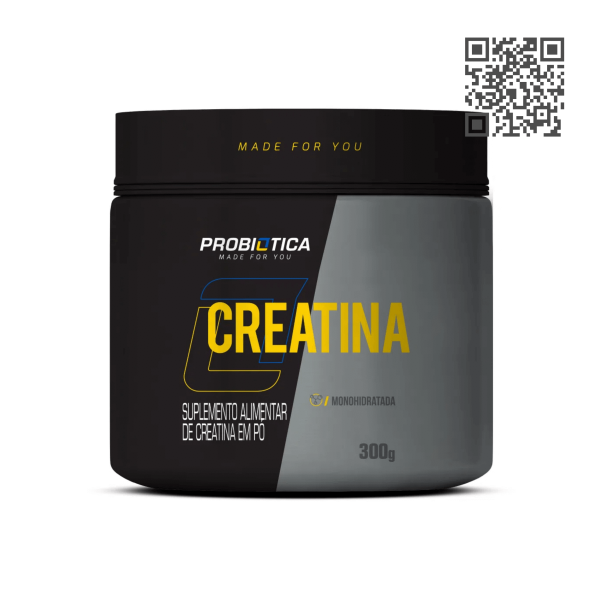 MADE FOR YOU
PROBIOTICA
MADE FOR YOU
CREATINA
MONOHIDRATADA
SUPLEMENTO ALIMENTAR
DE CREATINA EM PÓ
300g